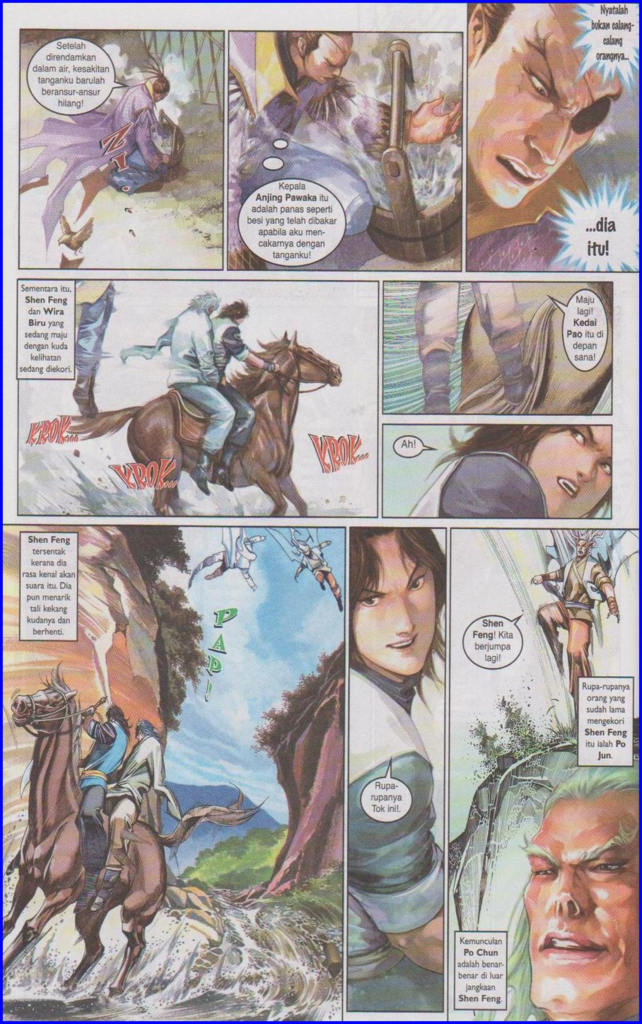 Setelah
direndamkan
dalam air, kesakitan
tanganku barulah
beransur-ansur
hilang!
ZI..
Kepala
Anjing Pawaka itu
adalah panas seperti
besi yang telah dibakar
apabila aku men-
cakarnya dengan
tanganku!
Nyatalah
bukan calang-
calang
orangnya...
...dia
itu!
Sementara itu,
Shen Feng
dan Wira
Biru yang
sedang maju
dengan kuda
kelihatan
sedang diekori.
KROK...
KROK...
KROK...
Maju
lagi!
Kedai
Pao itu di
depan
sana!
Ah!
Shen Feng
tersentak
kerana dia
rasa kenal akan
suara itu. Dia
pun menarik
tali kekang
kudanya dan
berhenti.
PAP!
Rupa-
rupanya
Tok ini!.
Shen
Feng! Kita
berjumpa
lagi!
Rupa-rupanya
orang yang
sudah lama
mengekori
Shen Feng
itu ialah Po
Jun.
Kemunculan
Po Chun
adalah benar-
benar di luar
jangkaan
Shen Feng.